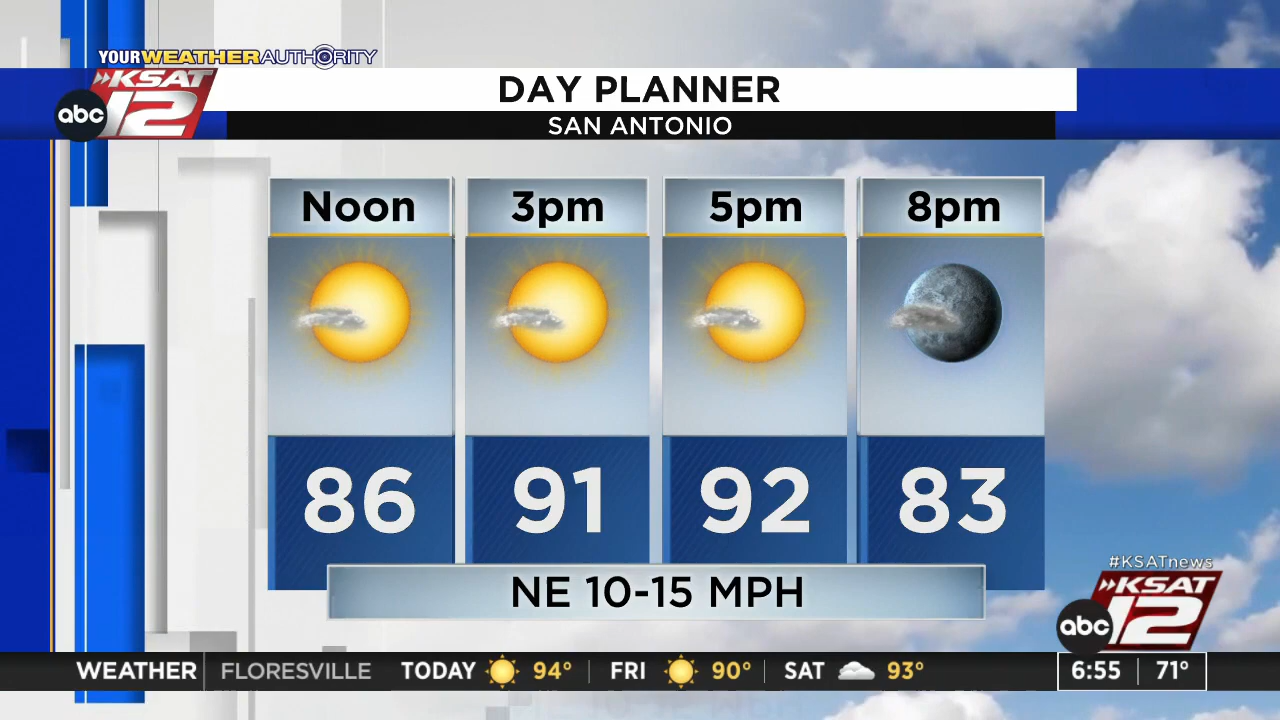 YOURWEATHERAUTHORITY
KSAT
abc 12
DAY PLANNER
SAN ANTONIO
Noon 3pm 5pm 8pm
86 91 92 83
NE 10-15 MPH
#KSATnews
KSAT
abc 12
WEATHER FLORESVILLE TODAY 94° FRI 90° SAT 93° 6:55 71°